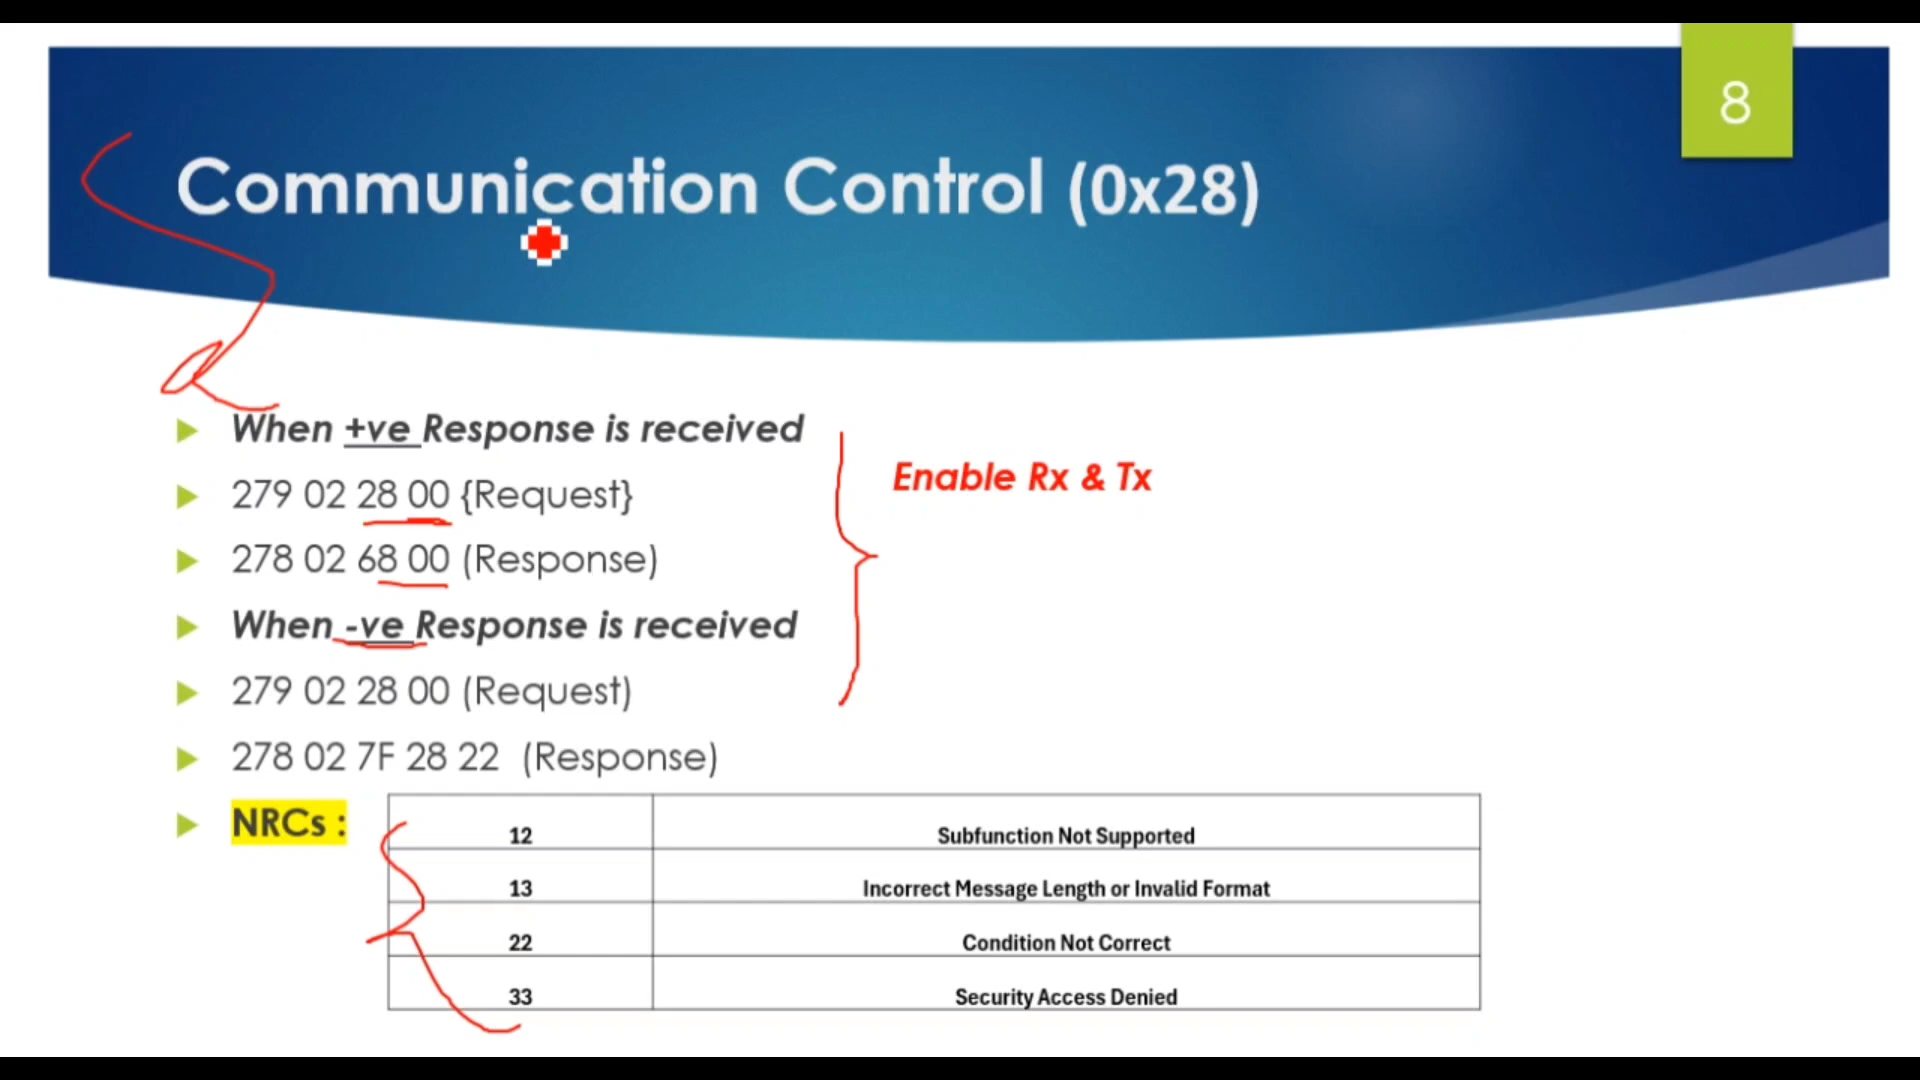 8
Communication Control (0x28)
When +ve Response is received
279 02 28 00 {Request}
Enable Rx & Tx
278 02 68 00 (Response)
When -ve Response is received
279 02 28 00 (Request)
278 02 7F 28 22 (Response)
NRCs :
12 Subfunction Not Supported
13 Incorrect Message Length or Invalid Format
22 Condition Not Correct
33 Security Access Denied